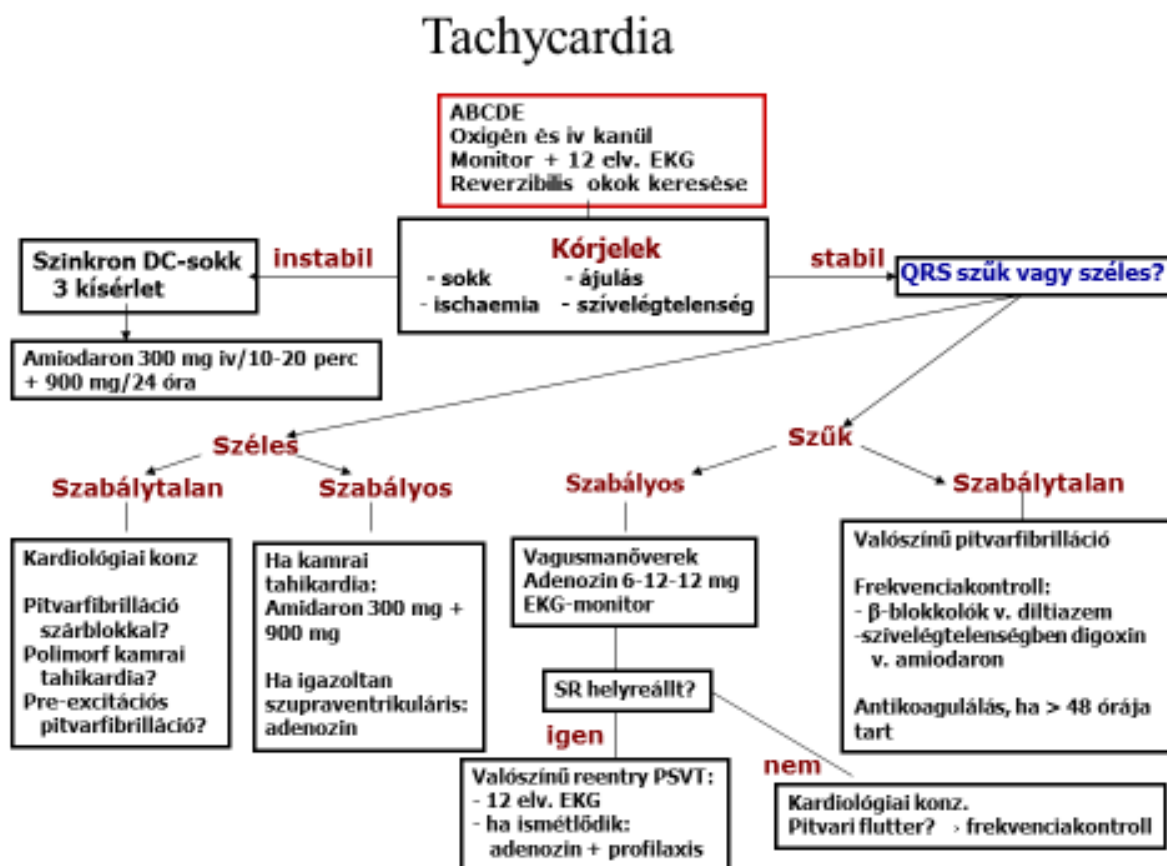 Tachycardia
ABCDE
Oxigén és iv kanül
Monitor + 12 elv. EKG
Reverzibilis okok keresése
Kórjelek
- sokk - ájulás
- ischaemia - szívelégtelenség
instabil
Szinkron DC-sokk
3 kísérlet
Amiodaron 300 mg iv/10-20 perc
+ 900 mg/24 óra
stabil
QRS szűk vagy széles?
Széles
Szabálytalan
Kardiológiai konz
Pitvarfibrilláció
szárblokkal?
Polimorf kamrai
tahikardia?
Pre-excitációs
pitvarfibrilláció?
Szabályos
Ha kamrai
tahikardia:
Amidaron 300 mg +
900 mg
Ha igazoltan
szupraventrikuláris:
adenozin
Szűk
Szabályos
Vagusmanőverek
Adenozin 6-12-12 mg
EKG-monitor
SR helyreállt?
igen
Valószínű reentry PSVT:
- 12 elv. EKG
- ha ismétlődik:
adenozin + profilaxis
nem
Kardiológiai konz.
Pitvari flutter? → frekvenciakontroll
Szabálytalan
Valószínű pitvarfibrilláció
Frekvenciakontroll:
- β-blokkolók v. diltiazem
-szívelégtelenségben digoxin
v. amiodaron
Antikoagulálás, ha > 48 órája
tart